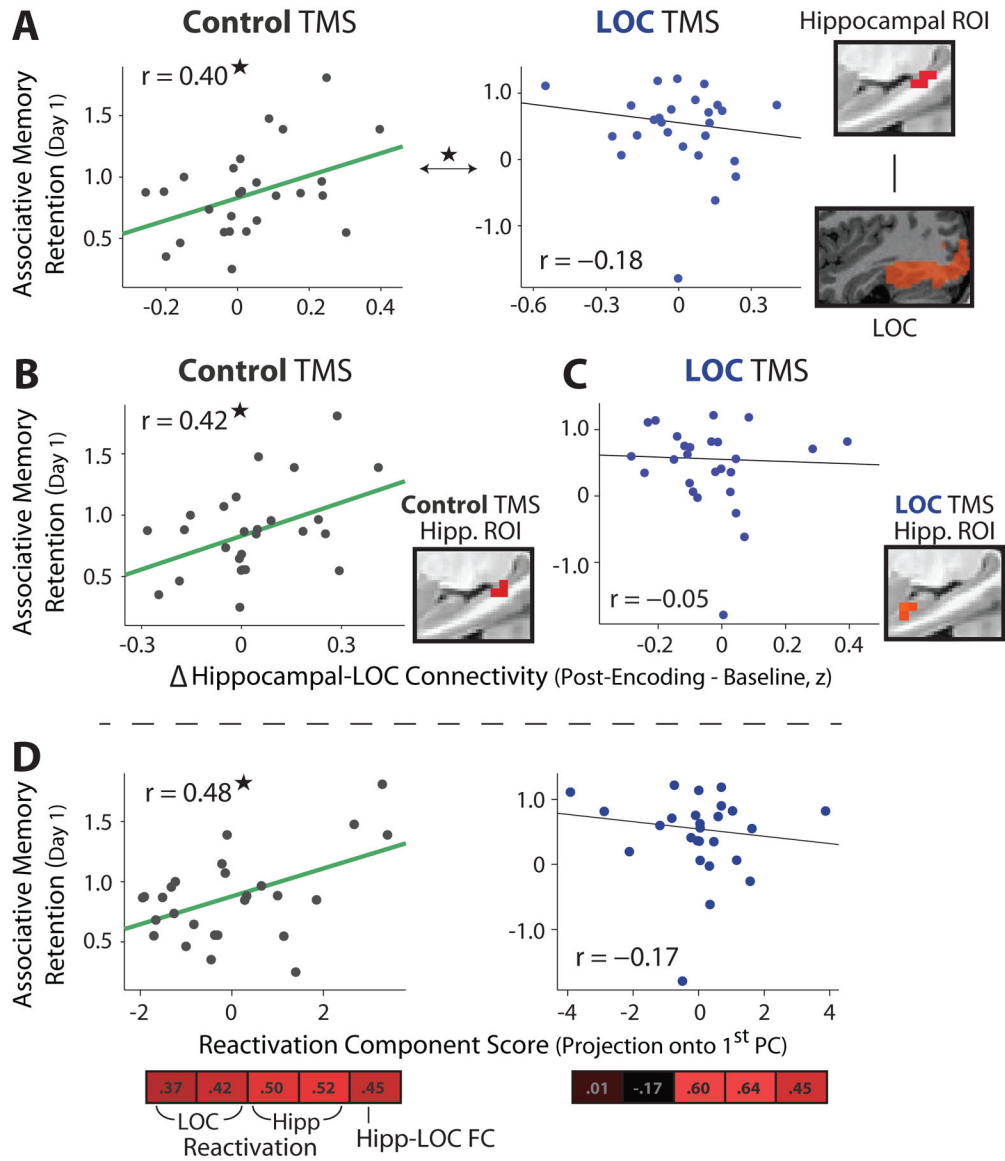 A
Control TMS
LOC TMS
Hippocampal ROI
r = 0.40 ★
Associative Memory
Retention (Day 1)
1.5
1.0
0.5
-0.2
0
0.2
0.4
★
1.0
0
-1.0
r = −0.18
-0.6
-0.3
0
0.4
LOC
B
Control TMS
r = 0.42 ★
Associative Memory
Retention (Day 1)
1.5
1.0
0.5
-0.3
0
0.3
Control TMS
Hipp. ROI
C
LOC TMS
1.0
0
-1.0
r = −0.05
-0.2
0
0.2
0.4
LOC TMS
Hipp. ROI
Δ Hippocampal-LOC Connectivity (Post-Encoding - Baseline, z)
D
r = 0.48 ★
Associative Memory
Retention (Day 1)
1.5
1.0
0.5
-2
0
2
1.0
0
-1.0
r = −0.17
-4
-2
0
2
4
Reactivation Component Score (Projection onto 1st PC)
.37 .42 .50 .52 .45
.01 -.17 .60 .64 .45
LOC Hipp
Reactivation
Hipp-LOC FC